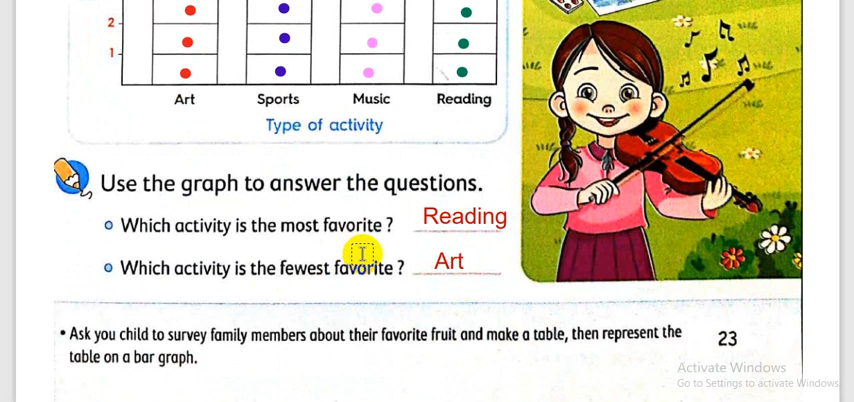 2
1
Art Sports Music Reading
Type of activity
Use the graph to answer the questions.
Which activity is the most favorite ? Reading
Which activity is the fewest favorite ? Art
• Ask you child to survey family members about their favorite fruit and make a table, then represent the
table on a bar graph.
23
Activate Windows
Go to Settings to activate Windows.